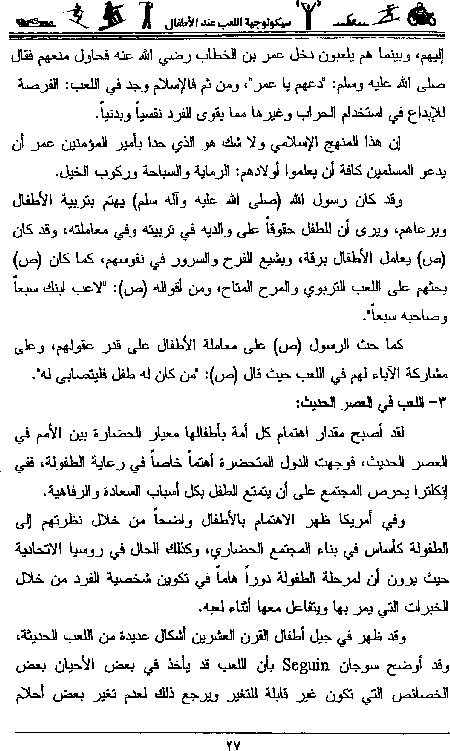 سيكولوجية اللعب عند الأطفال
إليهم، وبينما هم يلعبون دخل عمر بن الخطاب رضي الله عنه فحاول منعهم فقال
صلى الله عليه وسلم: "دعهم يا عمر"، ومن ثم فالإسلام وجد في اللعب: الفرصة
للإبداع في استخدام الحراب وغيرها مما يقوى للفرد نفسياً وبدنياً.
إن هذا المنهج الإسلامي ولا شك هو الذي حدا بأمير المؤمنين عمر أن
يدعو المسلمين كافة أن يعلموا أولادهم: الرماية والسباحة وركوب الخيل.
وقد كان رسول الله (صلى الله عليه وآله سلم) يهتم بتربية الأطفال
ويرعاهم، ويرى أن للطفل حقوقاً على والديه في تربيته وفي معاملته، وقد كان
(ص) يعامل الأطفال برقة، ويشيع للفرح والسرور في نفوسهم، كما كان (ص)
يحثهم على اللعب للتربوي والمرح المتاح، ومن أقواله (ص): "لاعب ابنك سبعاً
وصاحبه سبعاً".
كما حث الرسول (ص) على معاملة الأطفال على قدر عقولهم، وعلى
مشاركة الآباء لهم في اللعب حيث قال (ص): "من كان له طفل فليتصابى له".
٣- اللعب في العصر الحديث:
لقد أصبح مقدار اهتمام كل أمة بأطفالها معيار للحضارة بين الأمم في
العصر الحديث، فوجهت الدول المتحضرة أهتماً خاصاً في رعاية الطفولة، ففي
إنكلترا يحرص المجتمع على أن يتمتع الطفل بكل أسباب السعادة والرفاهية.
وفي أمريكا ظهر الاهتمام بالأطفال واضحاً من خلال نظرتهم إلى
الطفولة كأساس في بناء المجتمع الحضاري، وكذلك الحال في روسيا الاتحادية
حيث يرون أن لمرحلة الطفولة دوراً هاماً في تكوين شخصية الفرد من خلال
الخبرات التي يمر بها ويتفاعل معها أثناء لعبه.
وقد ظهر في جيل أطفال القرن العشرين أشكال عديدة من اللعب الحديثة،
وقد أوضح سوجان Seguin بأن اللعب قد يأخذ في بعض الأحيان بعض
الخصائص التي تكون غير قابلة للتغير ويرجع ذلك لعدم تغير بعض أحلام
٢٧